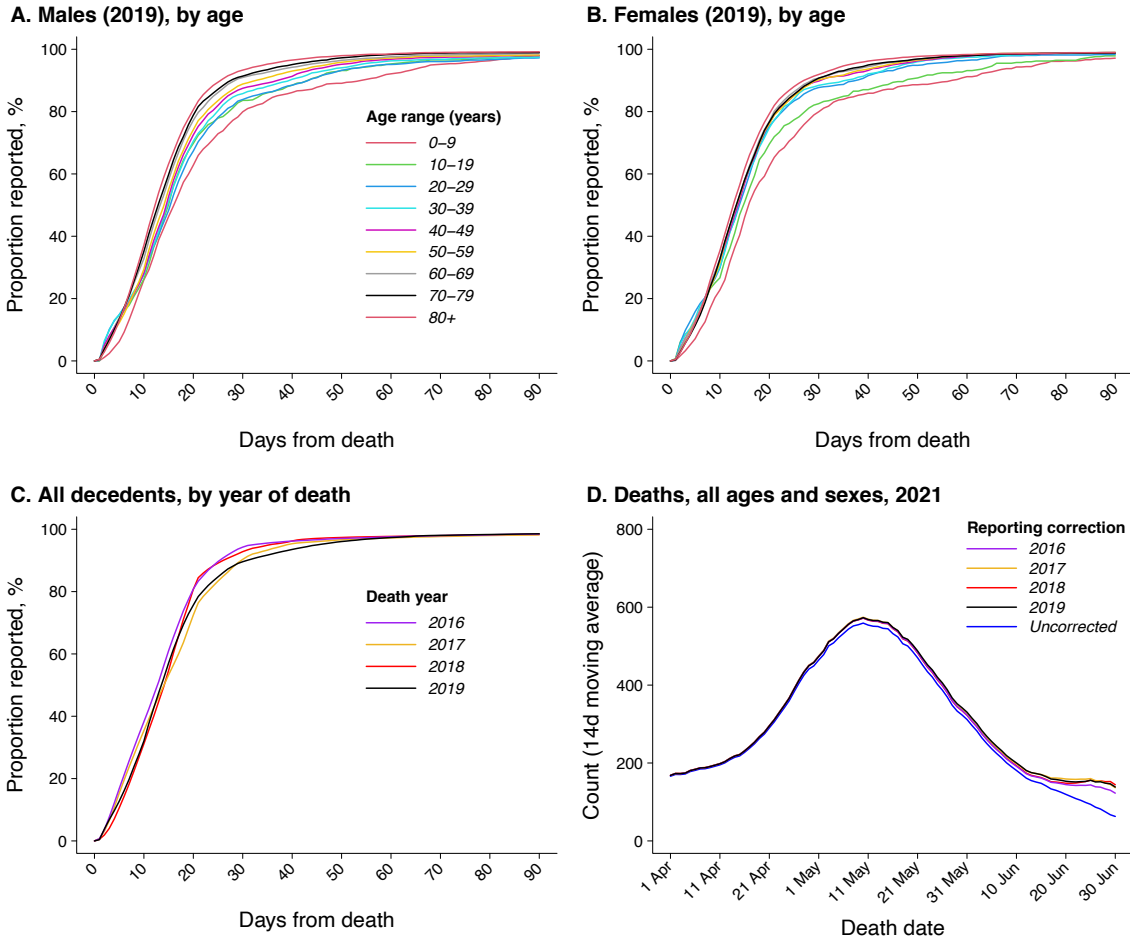 A. Males (2019), by age
Proportion reported, %
100
80
60
40
20
0
0
10
20
30
40
50
60
70
80
90
Days from death
Age range (years)
0–9
10–19
20–29
30–39
40–49
50–59
60–69
70–79
80+
B. Females (2019), by age
Proportion reported, %
100
80
60
40
20
0
0
10
20
30
40
50
60
70
80
90
Days from death
C. All decedents, by year of death
Proportion reported, %
100
80
60
40
20
0
0
10
20
30
40
50
60
70
80
90
Days from death
Death year
2016
2017
2018
2019
D. Deaths, all ages and sexes, 2021
Count (14d moving average)
800
600
400
200
0
1 Apr
11 Apr
21 Apr
1 May
11 May
21 May
31 May
10 Jun
20 Jun
30 Jun
Death date
Reporting correction
2016
2017
2018
2019
Uncorrected